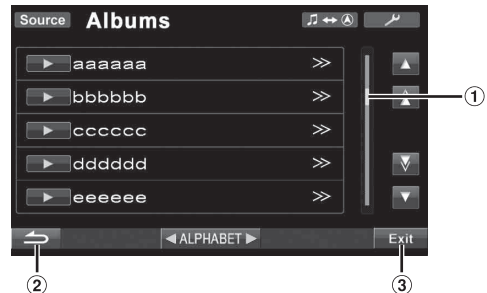 Source Albums
aaaaaa
bbbbbb
①
cccccc
dddddd
eeeeee
ALPHABET Exit
② ③